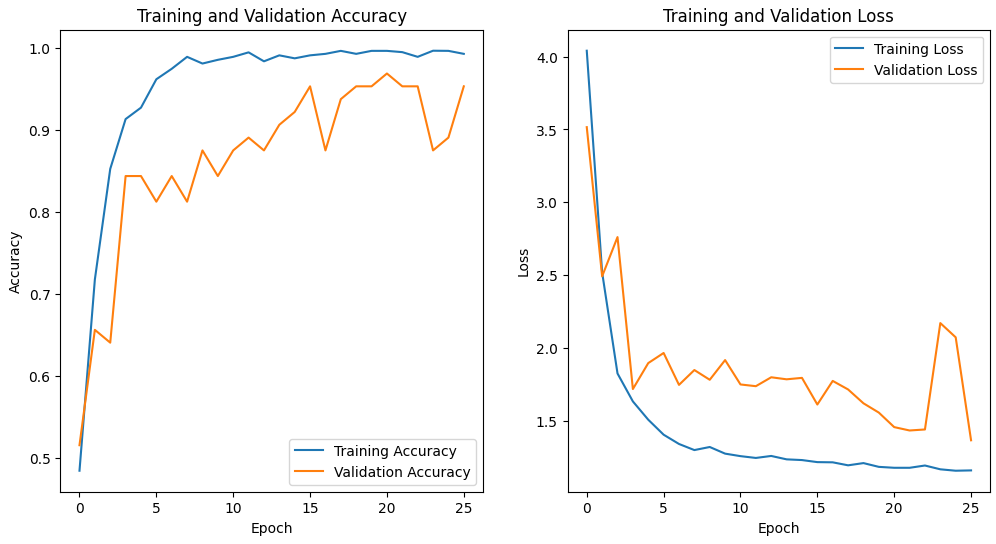 Training and Validation Accuracy
1.0
0.9
0.8
0.7
0.6
0.5
Accuracy
0
5
10
15
20
25
Epoch
Training Accuracy
Validation Accuracy
Training and Validation Loss
4.0
3.5
3.0
2.5
2.0
1.5
Loss
0
5
10
15
20
25
Epoch
Training Loss
Validation Loss